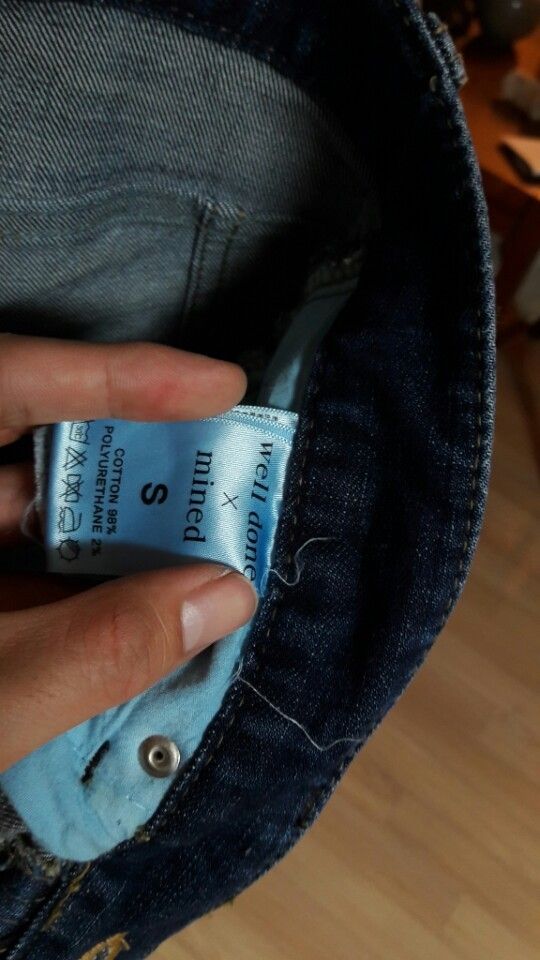 well done
×
mined
S
COTTON 98%
POLYURETHANE 2%